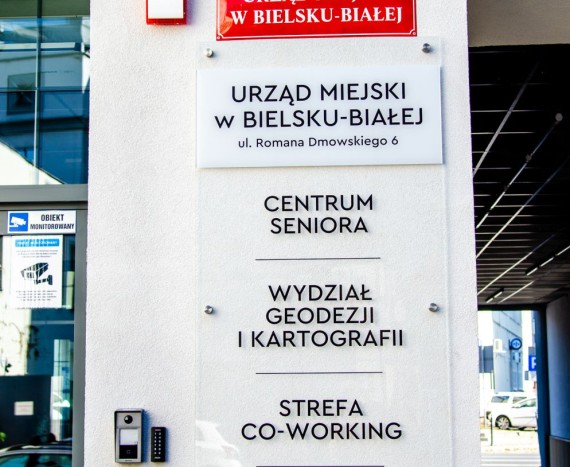 W BIELSKU-BIAŁEJ
URZĄD MIEJSKI
w BIELSKU-BIAŁEJ
ul. Romana Dmowskiego 6
CENTRUM
SENIORA
WYDZIAŁ
GEODEZJI
I KARTOGRAFII
STREFA
CO-WORKING
OBIEKT
MONITOROWANY